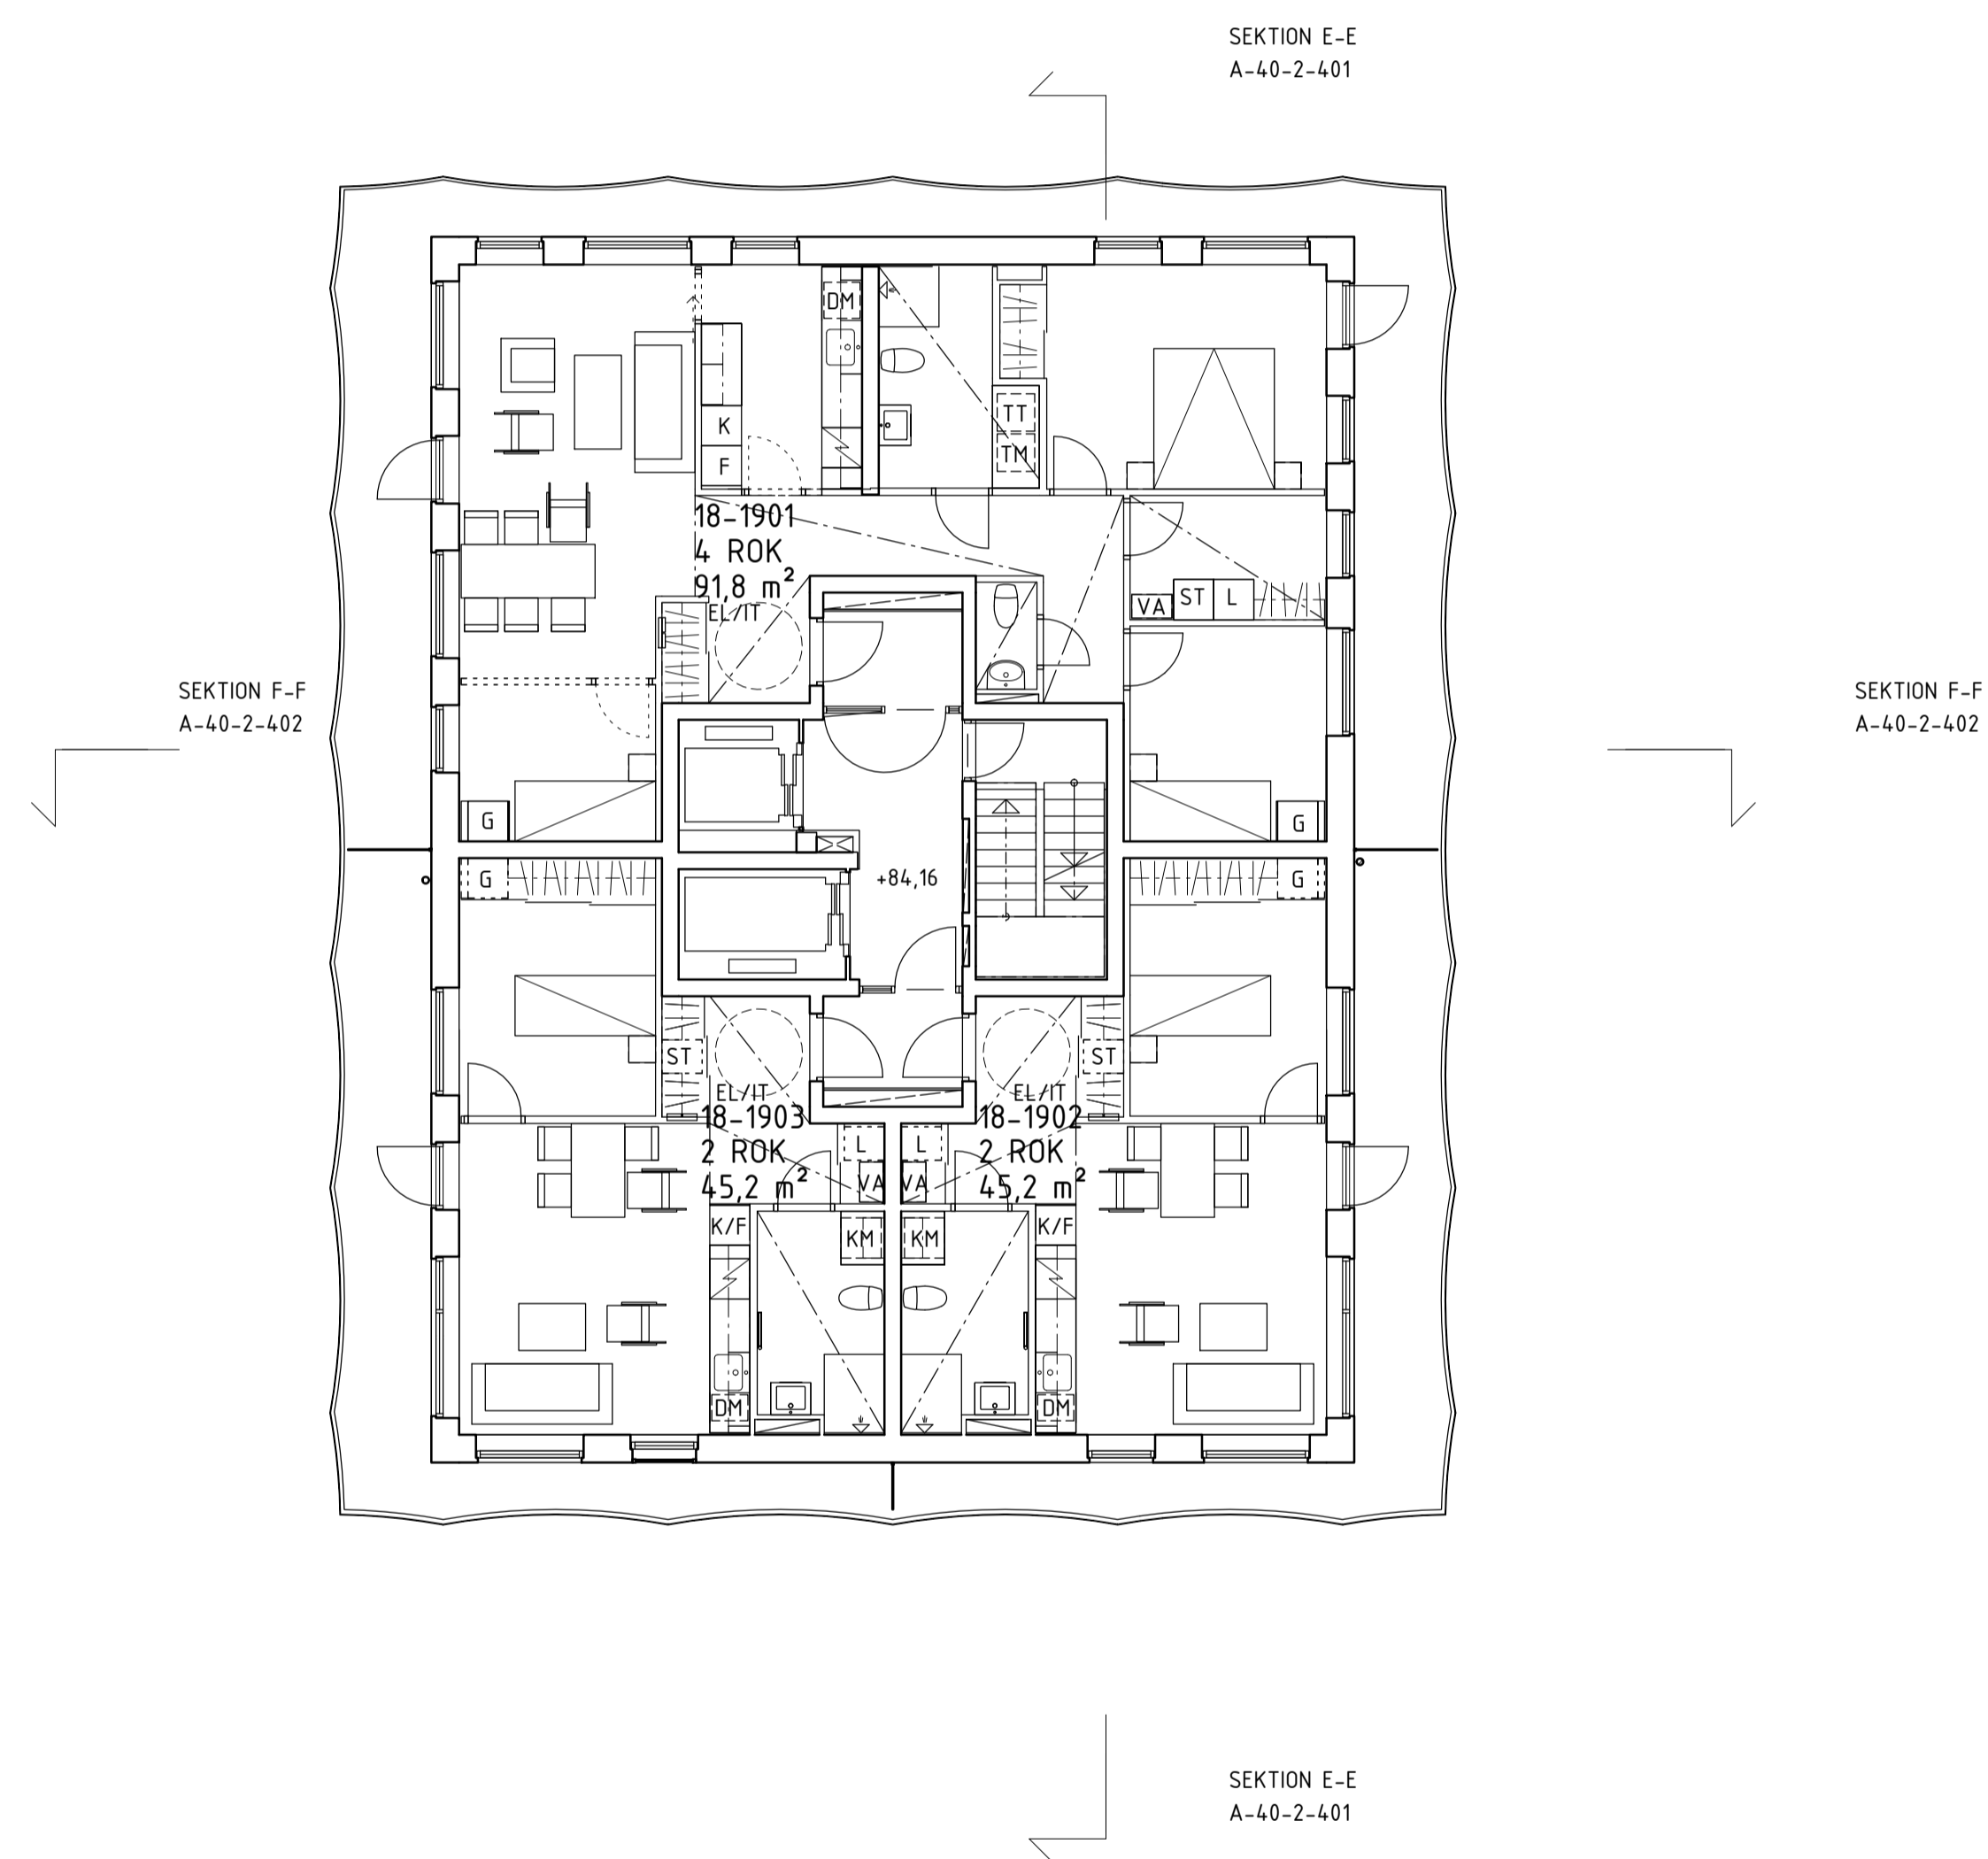 SEKTION E-E
A-40-2-401
DM
K
TT
TM
F
18-1901
4 ROK
91,8 m²
EL/IT
VA
ST
L
SEKTION F-F
A-40-2-402
SEKTION F-F
A-40-2-402
G
G
G
+84,16
G
ST
ST
EL/IT
EL/IT
18-1903
2 ROK
45,2 m²
18-1902
2 ROK
45,2 m²
L
L
VA
VA
K/F
KM
KM
K/F
DM
DM
SEKTION E-E
A-40-2-401